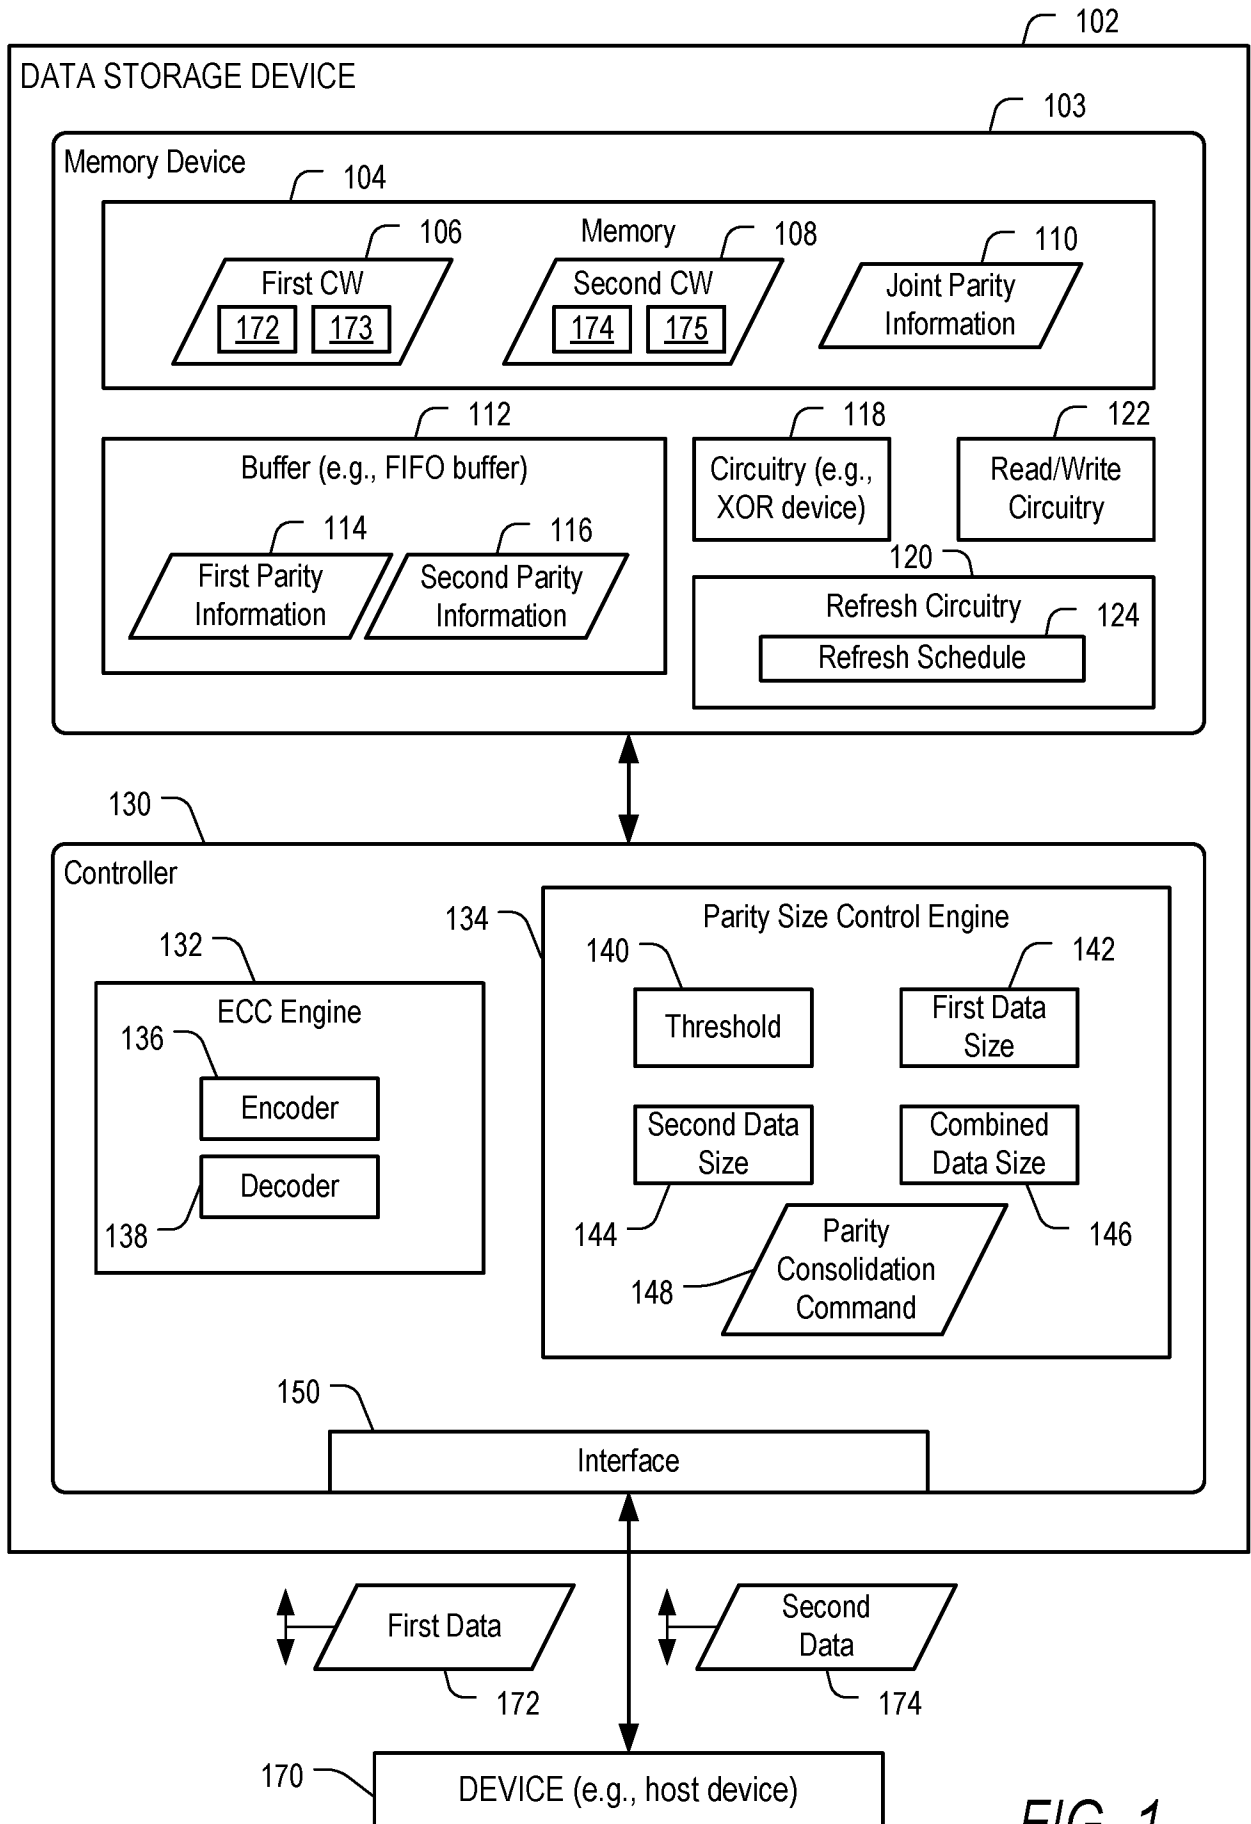 102
DATA STORAGE DEVICE
103
Memory Device
104
106
Memory
108
110
First CW
172 173
Second CW
174 175
Joint Parity
Information
112
Buffer (e.g., FIFO buffer)
114
First Parity
Information
116
Second Parity
Information
118
Circuitry (e.g.,
XOR device)
122
Read/Write
Circuitry
120
Refresh Circuitry
124
Refresh Schedule
130
Controller
132
ECC Engine
136
Encoder
Decoder
138
134
Parity Size Control Engine
140
Threshold
142
First Data
Size
Second Data
Size
144
Combined
Data Size
146
Parity
Consolidation
Command
148
150
Interface
First Data
172
Second
Data
174
170
DEVICE (e.g., host device)
FIG. 1